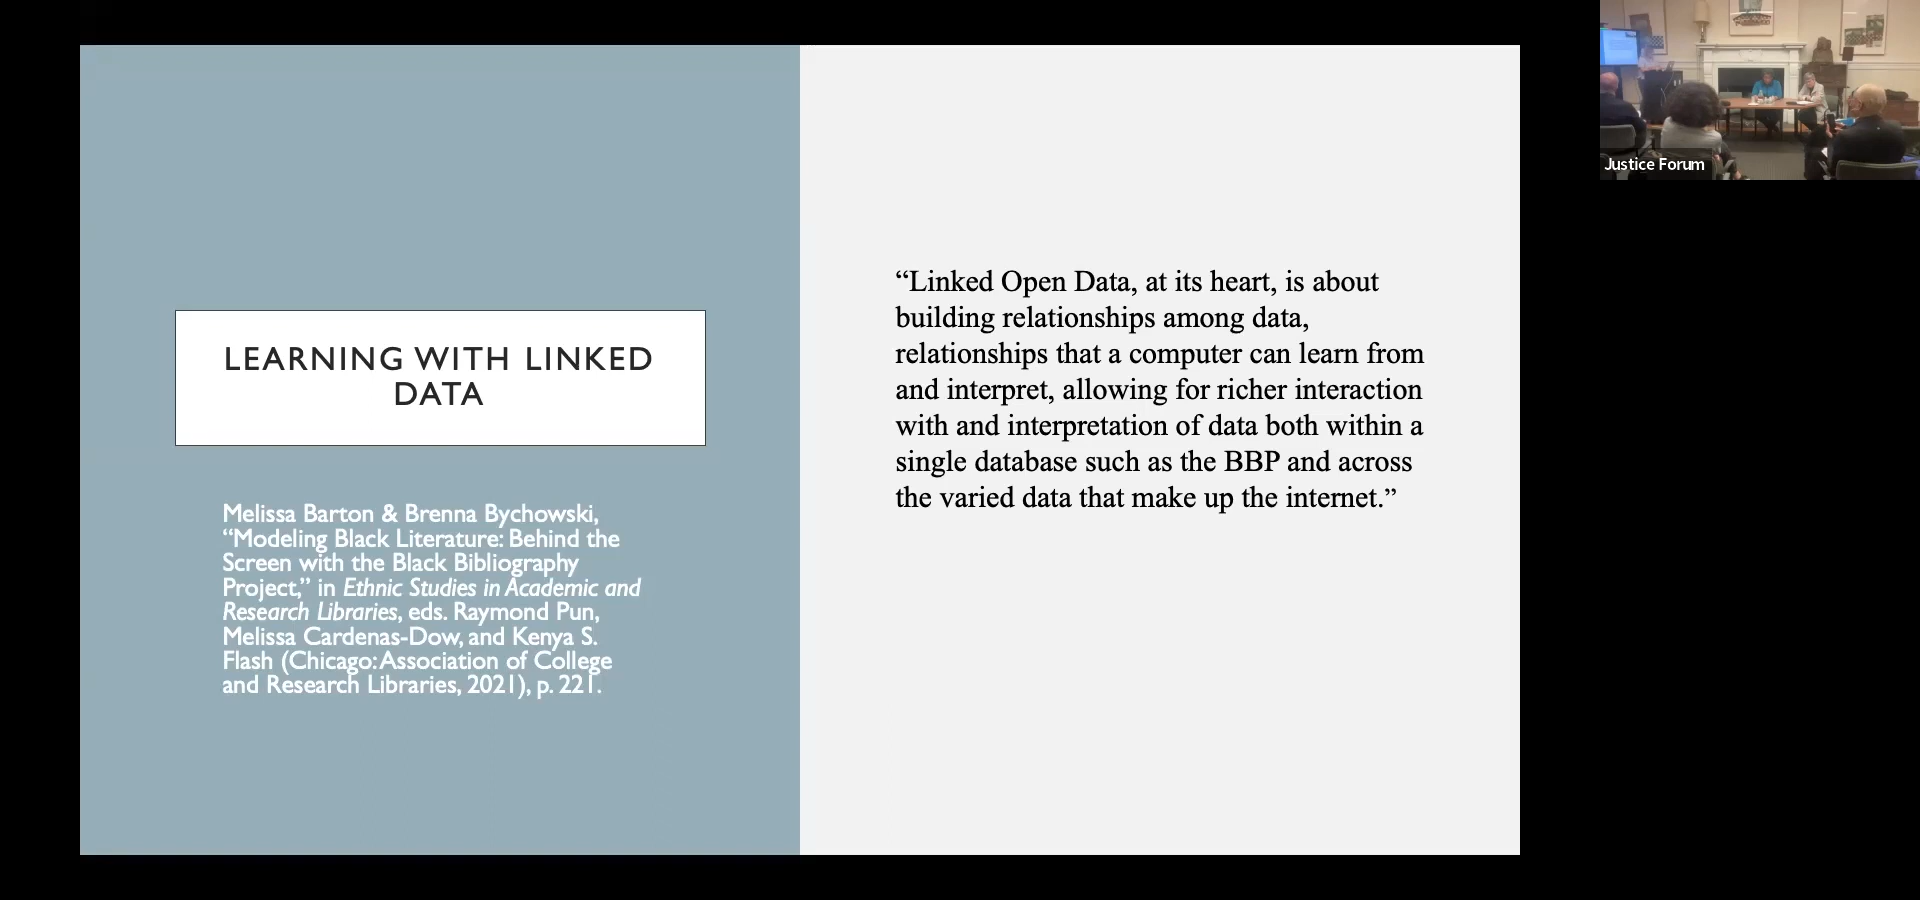 LEARNING WITH LINKED
DATA
Melissa Barton & Brenna Bychowski,
“Modeling Black Literature: Behind the
Screen with the Black Bibliography
Project,” in Ethnic Studies in Academic and
Research Libraries, eds. Raymond Pun,
Melissa Cardenas-Dow, and Kenya S.
Flash (Chicago: Association of College
and Research Libraries, 2021), p. 221.
“Linked Open Data, at its heart, is about
building relationships among data,
relationships that a computer can learn from
and interpret, allowing for richer interaction
with and interpretation of data both within a
single database such as the BBP and across
the varied data that make up the internet.”
Justice Forum